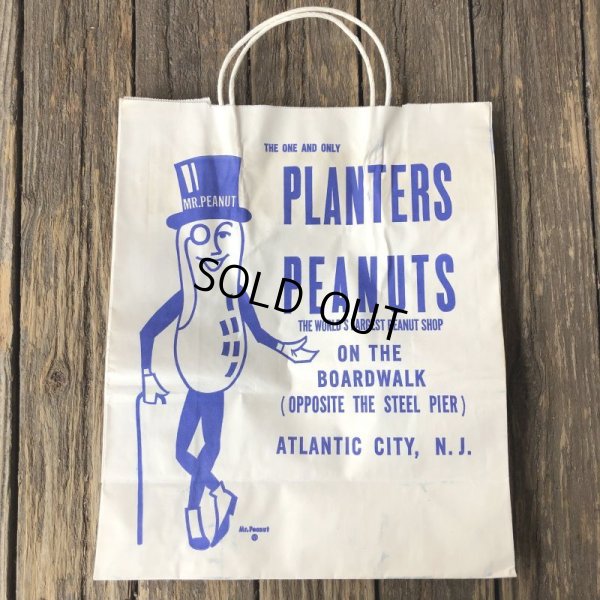 THE ONE AND ONLY
PLANTERS
MR.PEANUT
PEANUTS
SOLD OUT
THE WORLD'S LARGEST PEANUT SHOP
ON THE
BOARDWALK
(OPPOSITE THE STEEL PIER)
ATLANTIC CITY, N.J.
Mr. Peanut